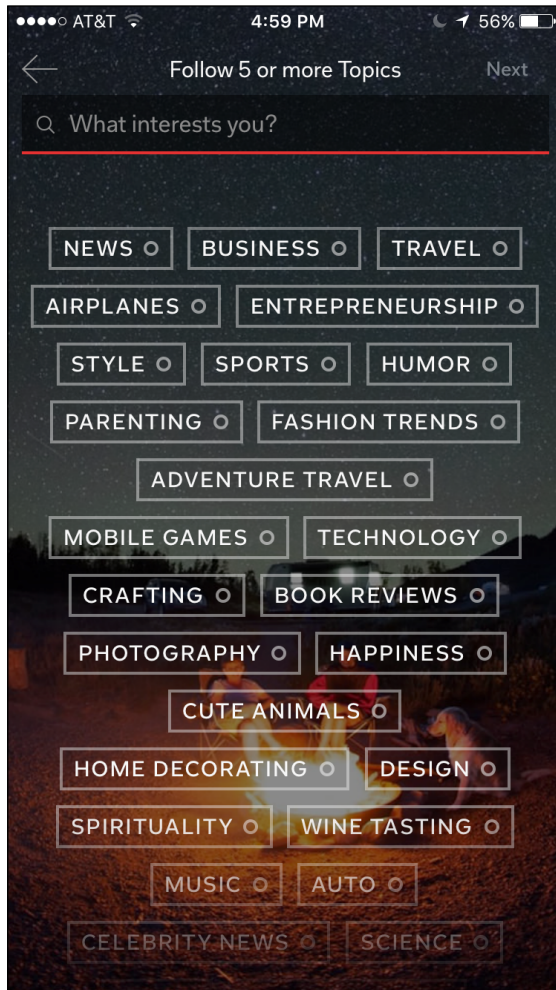 AT&T 4:59 PM 56%
Follow 5 or more Topics Next
What interests you?
NEWS BUSINESS TRAVEL
AIRPLANES ENTREPRENEURSHIP
STYLE SPORTS HUMOR
PARENTING FASHION TRENDS
ADVENTURE TRAVEL
MOBILE GAMES TECHNOLOGY
CRAFTING BOOK REVIEWS
PHOTOGRAPHY HAPPINESS
CUTE ANIMALS
HOME DECORATING DESIGN
SPIRITUALITY WINE TASTING
MUSIC AUTO
CELEBRITY NEWS SCIENCE